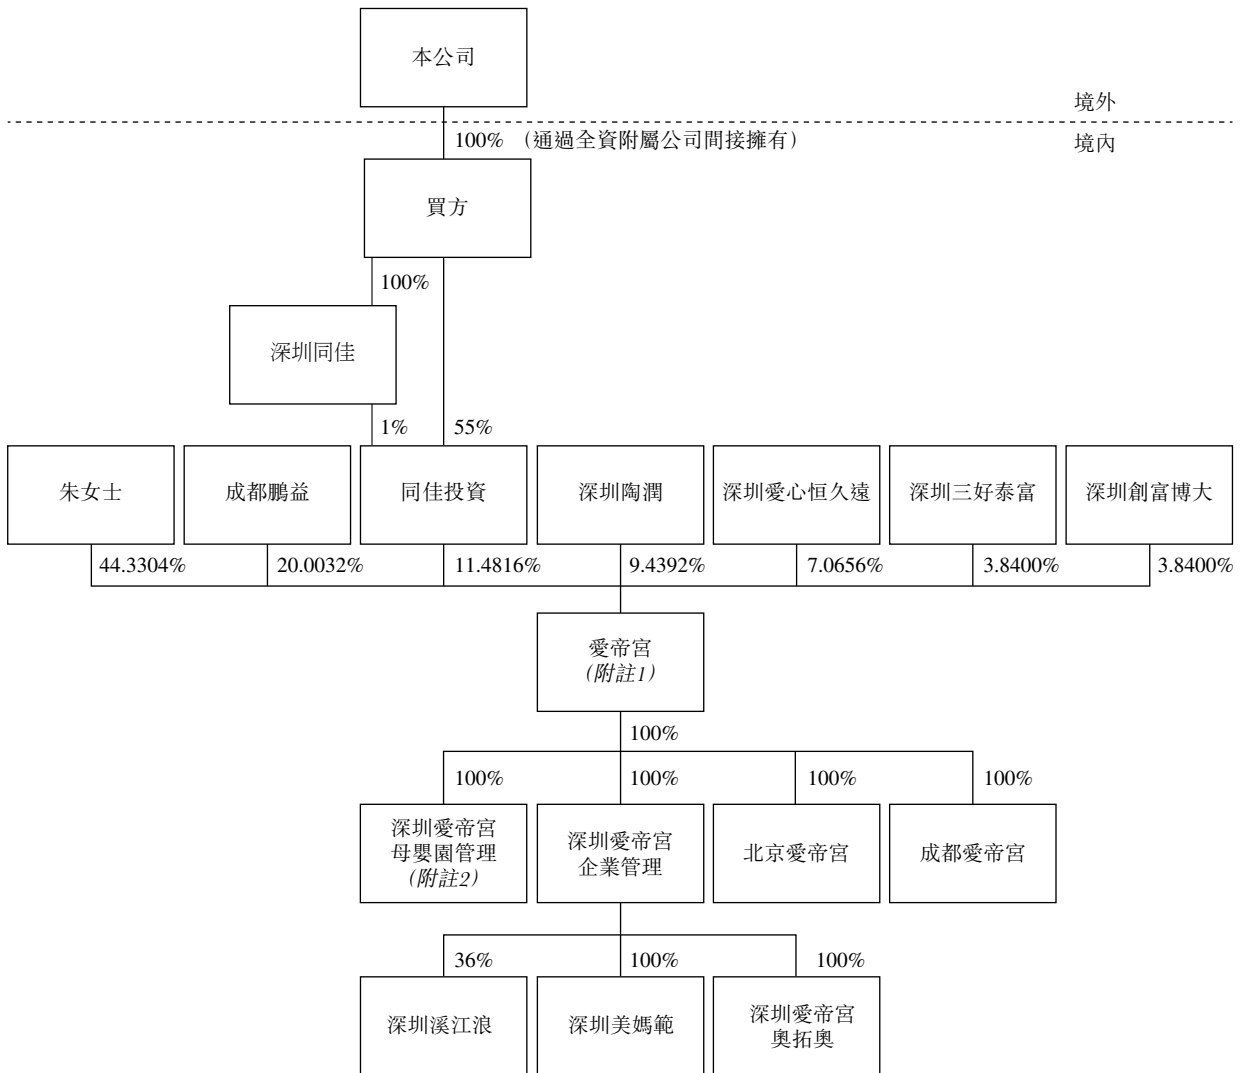 本公司
境外
100% （通過全資附屬公司間接擁有）
境內
買方
100%
深圳同佳
1% 55%
朱女士 成都鵬益 同佳投資 深圳陶潤 深圳愛心恒久遠 深圳三好泰富 深圳創富博大
44.3304% 20.0032% 11.4816% 9.4392% 7.0656% 3.8400% 3.8400%
愛帝宮
（附註1）
100%
100% 100% 100% 100%
深圳愛帝宮
母嬰園管理
（附註2）
深圳愛帝宮
企業管理
北京愛帝宮
成都愛帝宮
36% 100% 100%
深圳溪江浪
深圳美媽範
深圳愛帝宮
奧拓奧